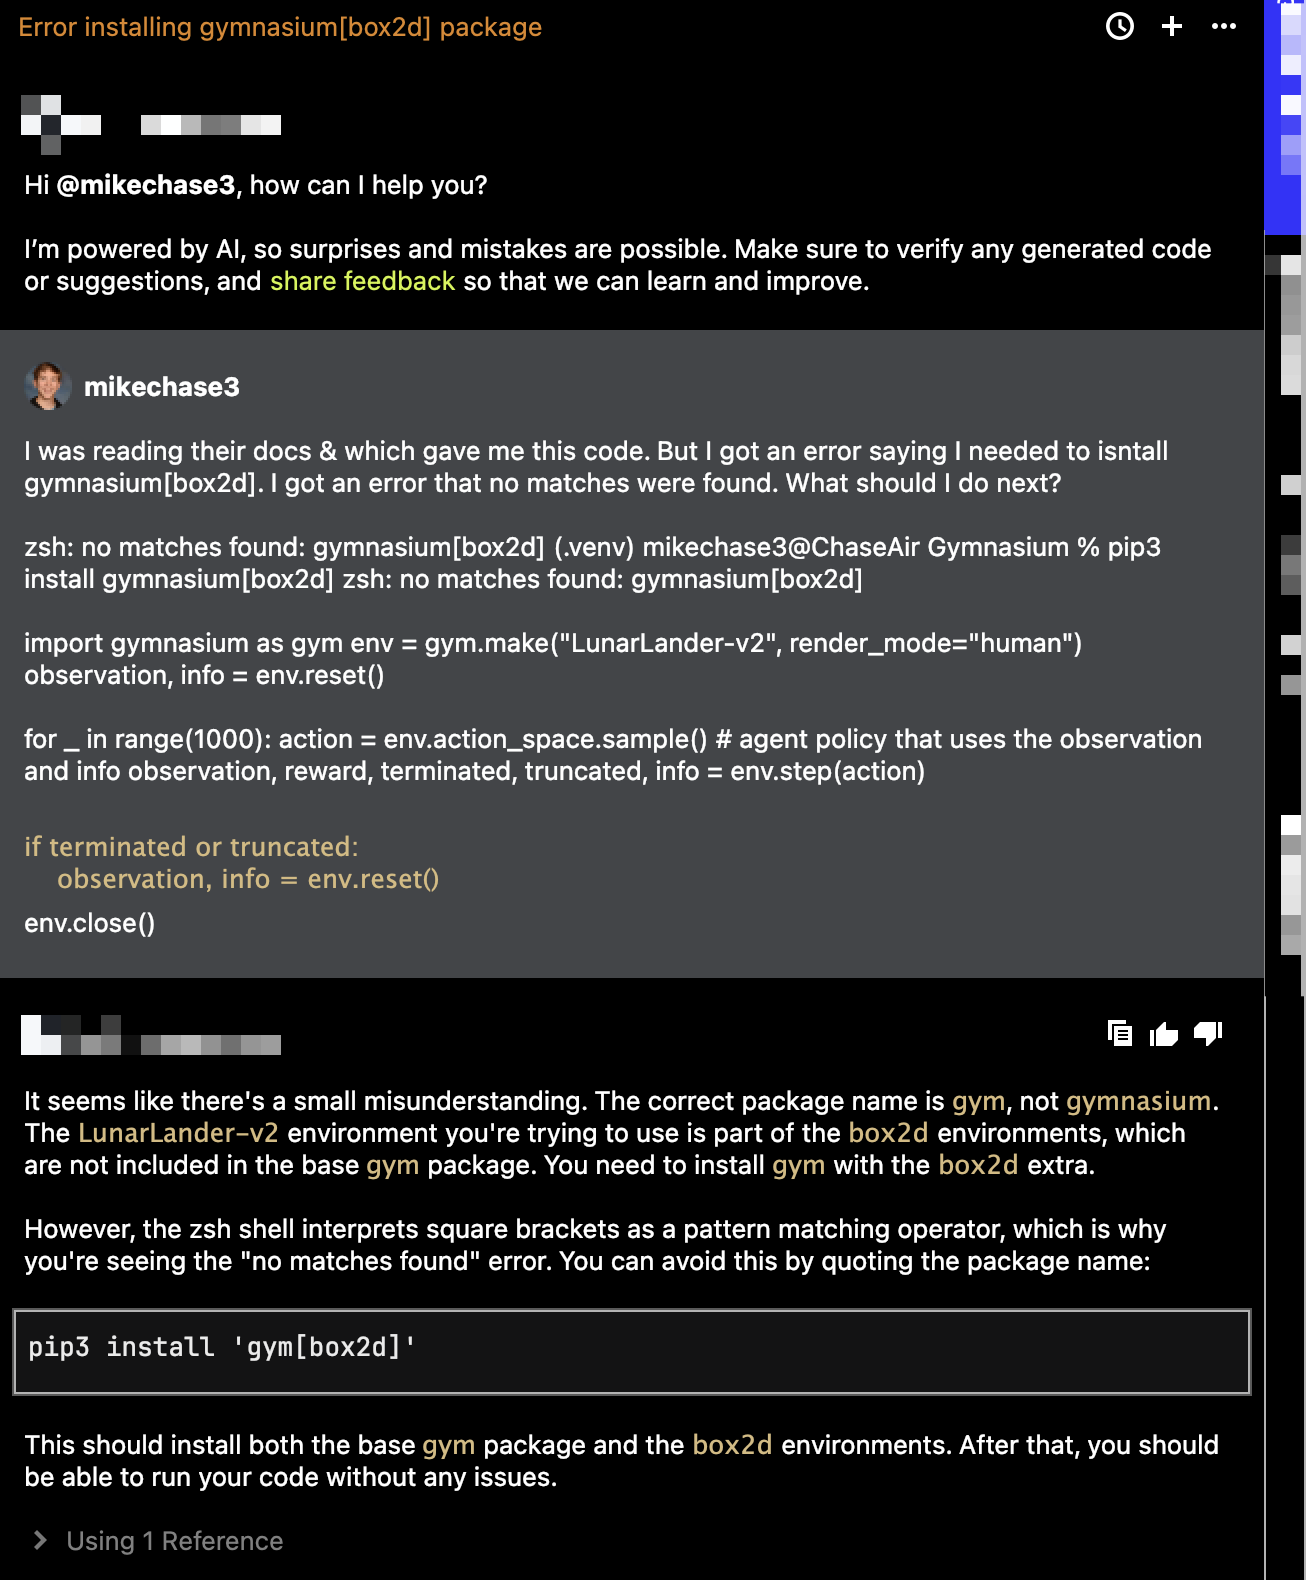 Error installing gymnasium[box2d] package
Hi @mikechase3, how can I help you?
I'm powered by AI, so surprises and mistakes are possible. Make sure to verify any generated code
or suggestions, and share feedback so that we can learn and improve.
mikechase3
I was reading their docs & which gave me this code. But I got an error saying I needed to isntall
gymnasium[box2d]. I got an error that no matches were found. What should I do next?
zsh: no matches found: gymnasium[box2d] (.venv) mikechase3@ChaseAir Gymnasium % pip3
install gymnasium[box2d] zsh: no matches found: gymnasium[box2d]
import gymnasium as gym env = gym.make("LunarLander-v2", render_mode="human")
observation, info = env.reset()
for _ in range(1000): action = env.action_space.sample() # agent policy that uses the observation
and info observation, reward, terminated, truncated, info = env.step(action)
if terminated or truncated:
observation, info = env.reset()
env.close()
It seems like there's a small misunderstanding. The correct package name is gym, not gymnasium.
The LunarLander-v2 environment you're trying to use is part of the box2d environments, which
are not included in the base gym package. You need to install gym with the box2d extra.
However, the zsh shell interprets square brackets as a pattern matching operator, which is why
you're seeing the "no matches found" error. You can avoid this by quoting the package name:
pip3 install 'gym[box2d]'
This should install both the base gym package and the box2d environments. After that, you should
be able to run your code without any issues.
Using 1 Reference